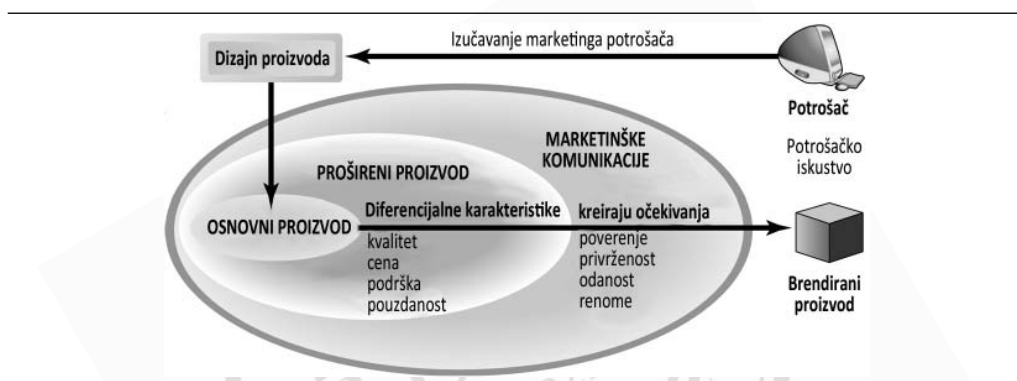 Izučavanje marketinga potrošača
Dizajn proizvoda
Potrošač
MARKETINŠKE
KOMUNIKACIJE
Potrošačko
iskustvo
PROŠIRENI PROIZVOD
OSNOVNI PROIZVOD
Diferencijalne karakteristike
kvalitet
cena
podrška
pouzdanost
kreiraju očekivanja
poverenje
privrženost
odanost
renome
Brendirani
proizvod